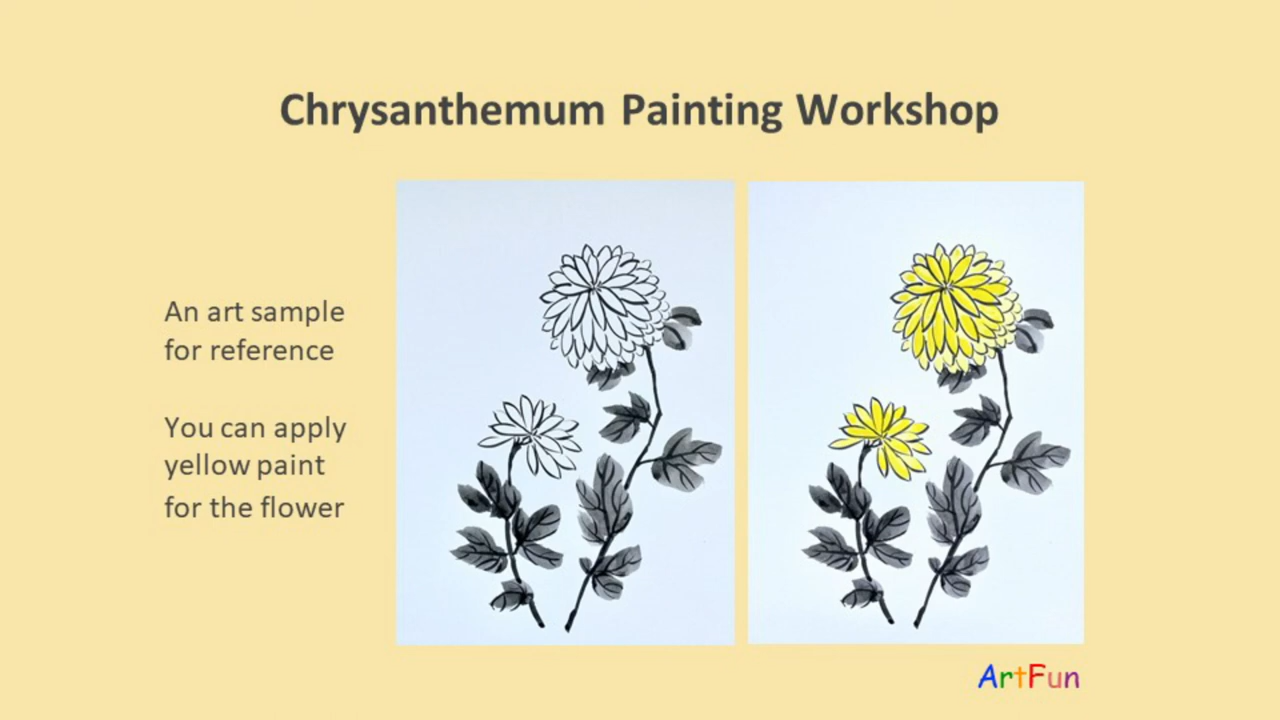 Chrysanthemum Painting Workshop
An art sample
for reference
You can apply
yellow paint
for the flower
ArtFun